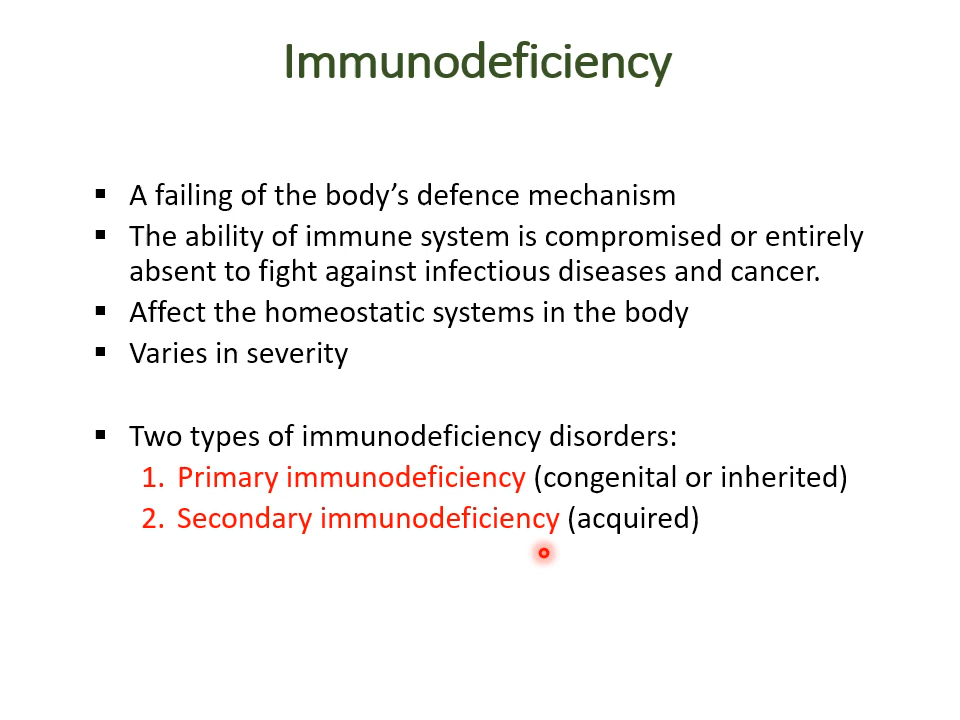 Immunodeficiency
▪ A failing of the body’s defence mechanism
▪ The ability of immune system is compromised or entirely
absent to fight against infectious diseases and cancer.
▪ Affect the homeostatic systems in the body
▪ Varies in severity
▪ Two types of immunodeficiency disorders:
1. Primary immunodeficiency (congenital or inherited)
2. Secondary immunodeficiency (acquired)